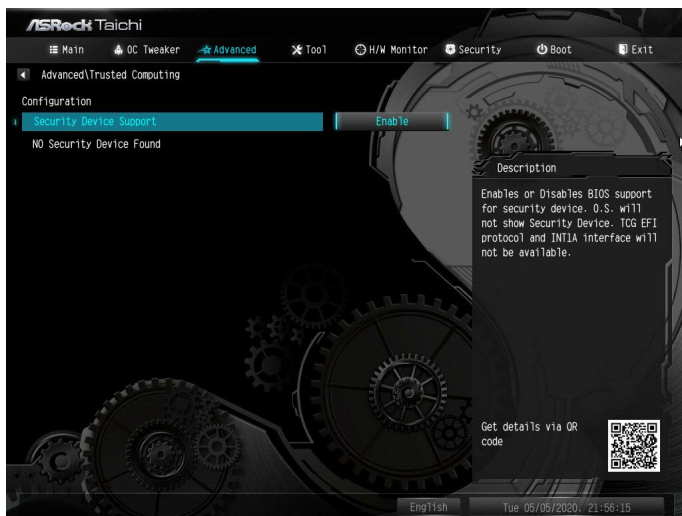 ASRock Taichi
Main OC Tweaker Advanced Tool H/W Monitor Security Boot Exit
Advanced\Trusted Computing
Configuration
Security Device Support Enable
NO Security Device Found
Description
Enables or Disables BIOS support
for security device. O.S. will
not show Security Device. TCG EFI
protocol and INT1A interface will
not be available.
Get details via QR
code
English Tue 05/05/2020. 21:56:15